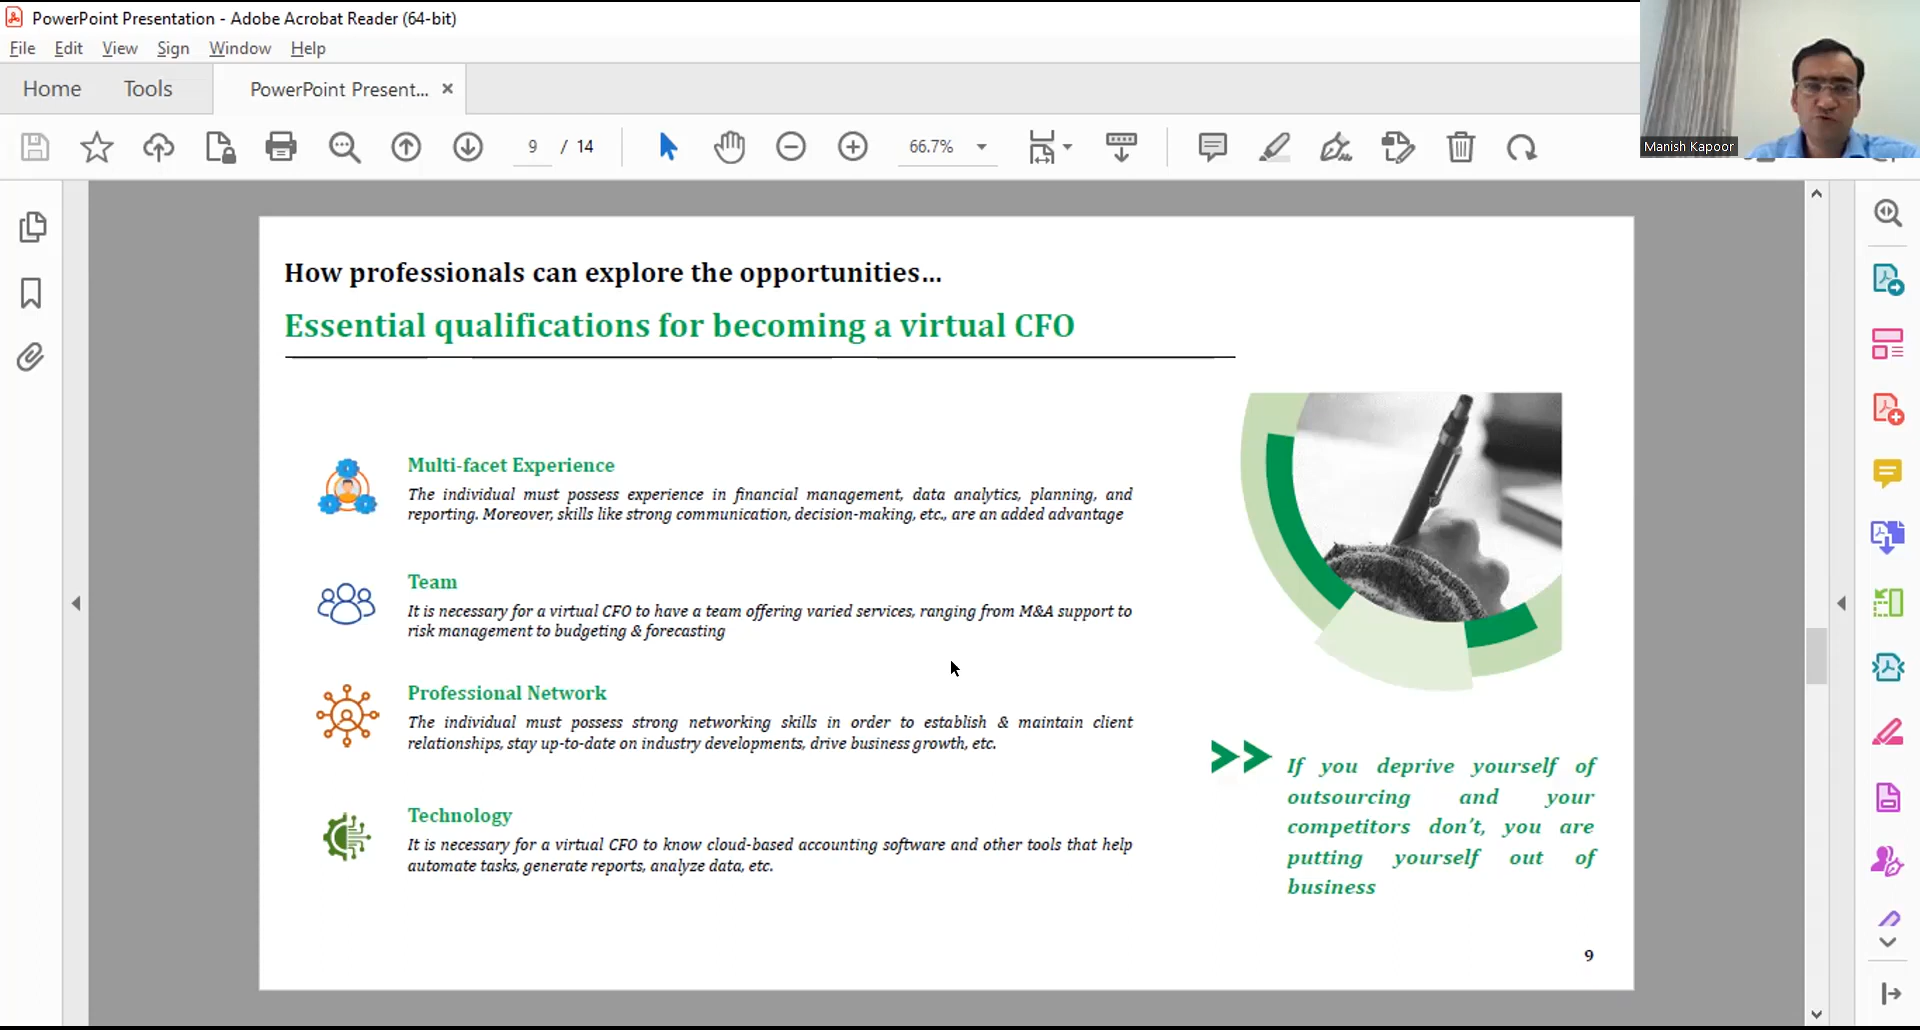 PowerPoint Presentation - Adobe Acrobat Reader (64-bit)
File Edit View Sign Window Help
Home Tools PowerPoint Present... ×
9 / 14 66.7%
Manish Kapoor
How professionals can explore the opportunities...
Essential qualifications for becoming a virtual CFO
Multi-facet Experience
The individual must possess experience in financial management, data analytics, planning, and
reporting. Moreover, skills like strong communication, decision-making, etc., are an added advantage
Team
It is necessary for a virtual CFO to have a team offering varied services, ranging from M&A support to
risk management to budgeting & forecasting
Professional Network
The individual must possess strong networking skills in order to establish & maintain client
relationships, stay up-to-date on industry developments, drive business growth, etc.
Technology
It is necessary for a virtual CFO to know cloud-based accounting software and other tools that help
automate tasks, generate reports, analyze data, etc.
If you deprive yourself of
outsourcing and your
competitors don't, you are
putting yourself out of
business
9